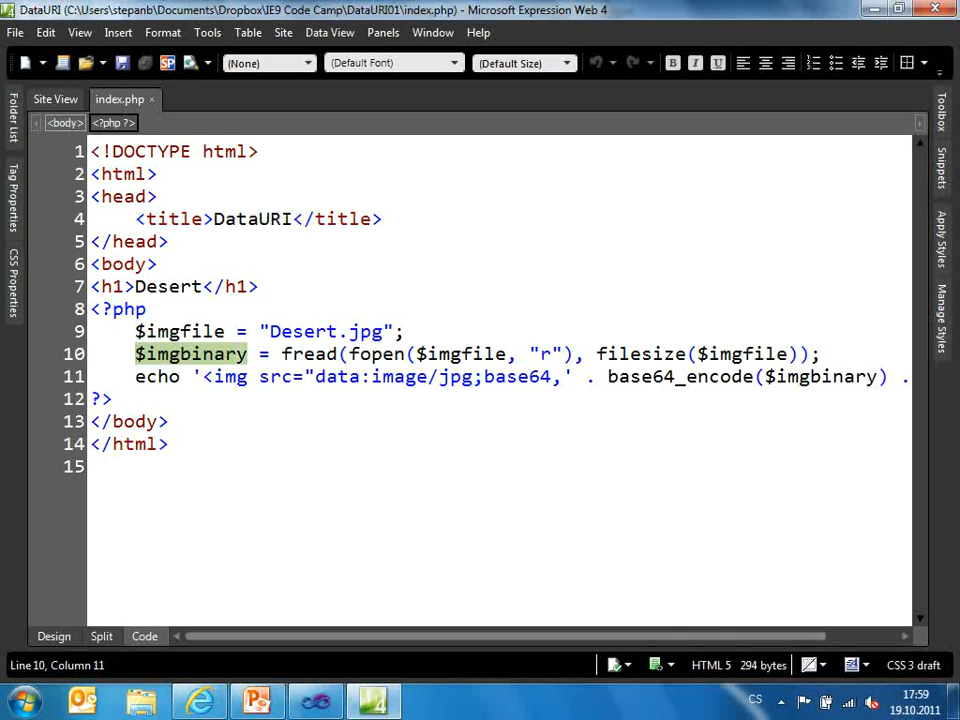 DataURI (C:\Users\stepanb\Documents\Dropbox\IE9 Code Camp\DataURI01\index.php) - Microsoft Expression Web 4
File Edit View Insert Format Tools Table Site Data View Panels Window Help
SP (None) (Default Font) (Default Size) B I U
Site View index.php ×
<body> <?php ?>
Folder List
Tag Properties
CSS Properties
1 <!DOCTYPE html>
2 <html>
3 <head>
4 <title>DataURI</title>
5 </head>
6 <body>
7 <h1>Desert</h1>
8 <?php
9 $imgfile = "Desert.jpg";
10 $imgbinary = fread(fopen($imgfile, "r"), filesize($imgfile));
11 echo '<img src="data:image/jpg;base64,' . base64_encode($imgbinary) .
12 ?>
13 </body>
14 </html>
15
Toolbox
Snippets
Apply Styles
Manage Styles
Design Split Code
Line 10, Column 11 HTML 5 294 bytes CSS 3 draft
CS 17:59
19.10.2011